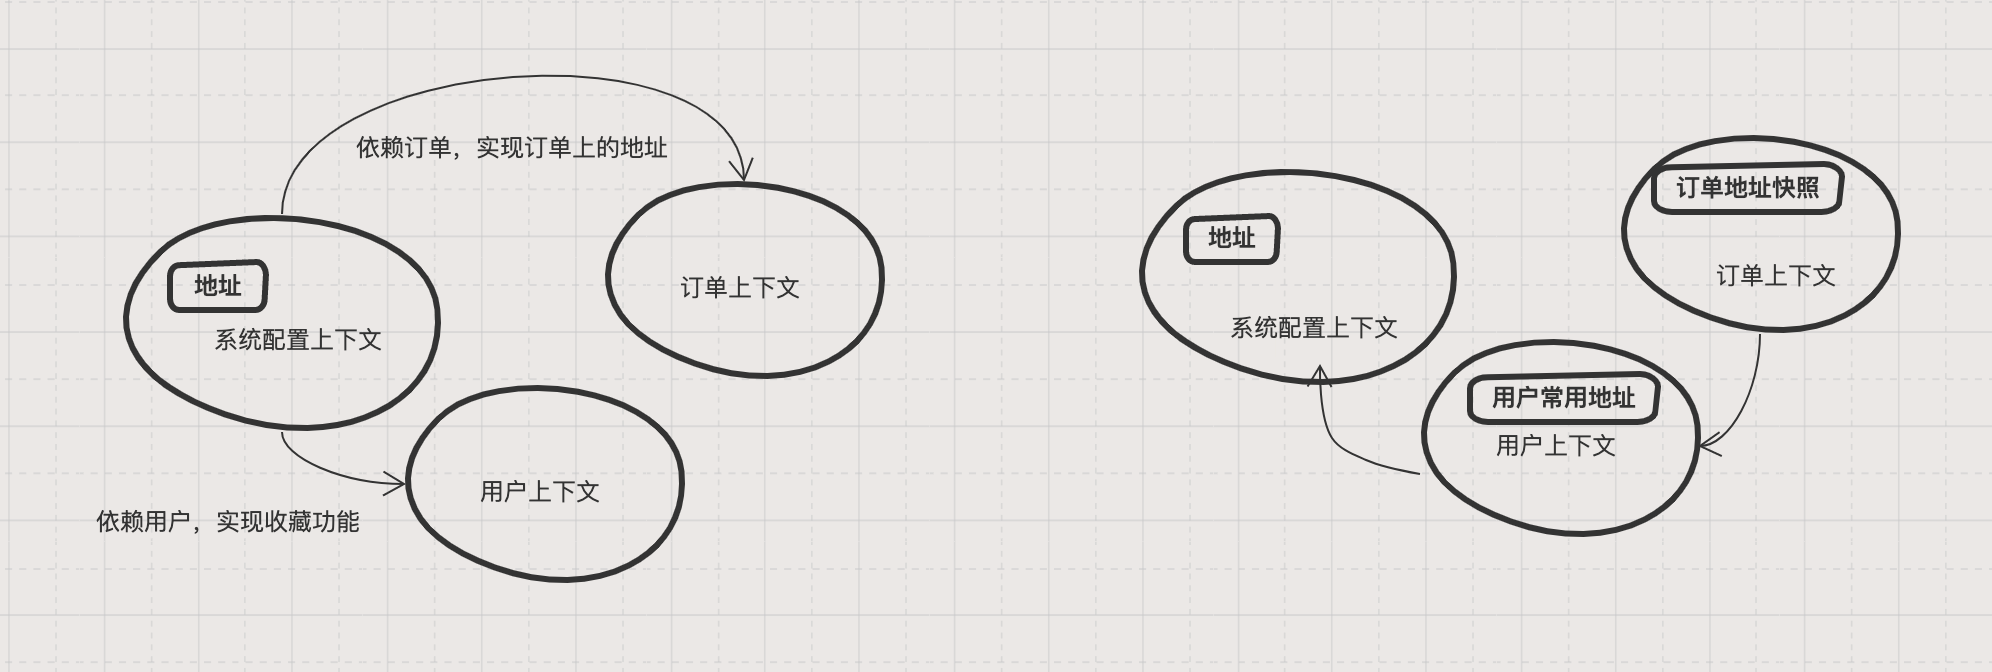 依赖订单，实现订单上的地址
地址
系统配置上下文
订单上下文
用户上下文
依赖用户，实现收藏功能
地址
系统配置上下文
订单地址快照
订单上下文
用户常用地址
用户上下文